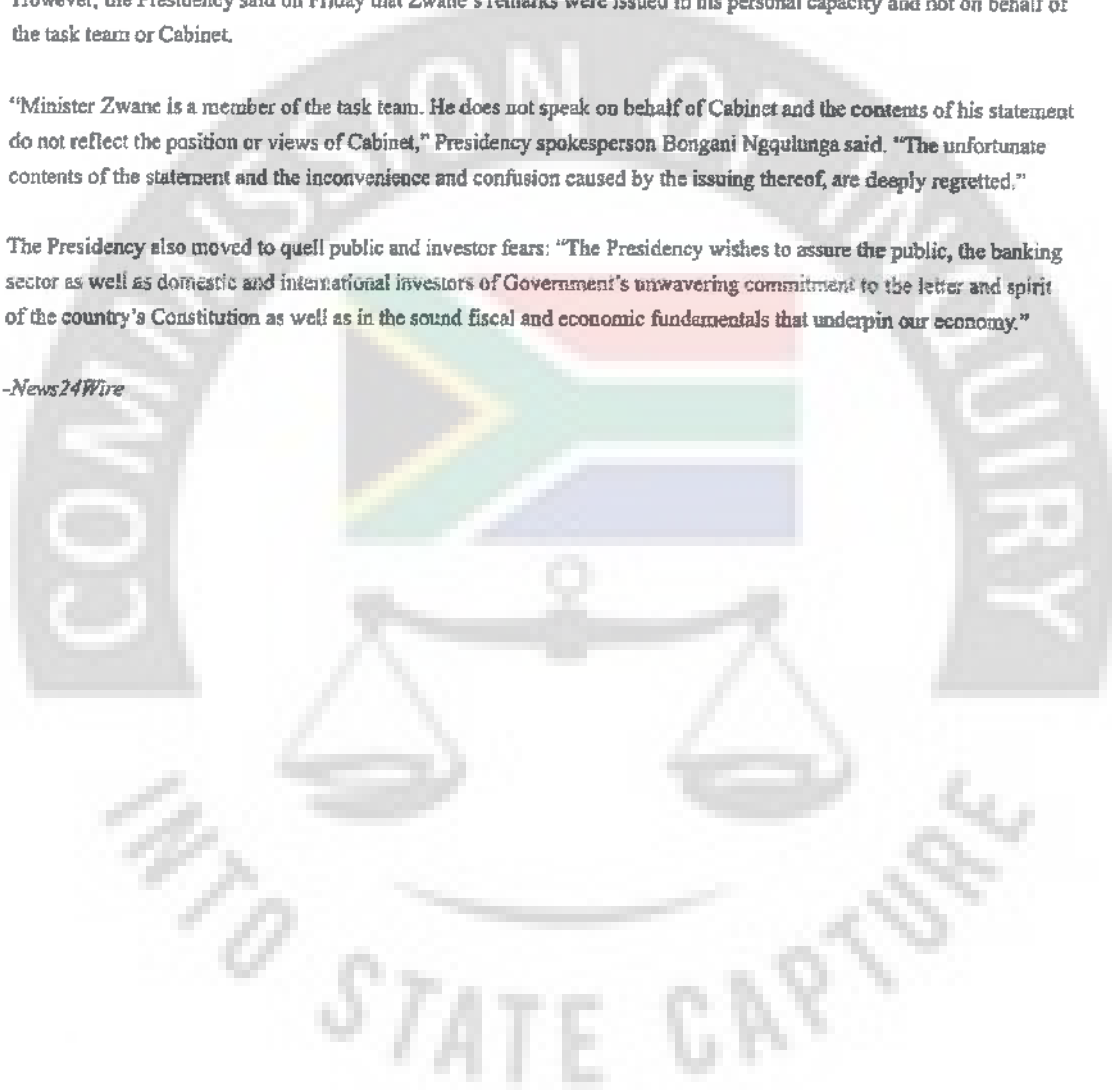 However, the Presidency said on Friday that Zwane's remarks were issued in his personal capacity and not on behalf of
the task team or Cabinet.
“Minister Zwane is a member of the task team. He does not speak on behalf of Cabinet and the contents of his statement
do not reflect the position or views of Cabinet,” Presidency spokesperson Bongani Ngqulunga said. “The unfortunate
contents of the statement and the inconvenience and confusion caused by the issuing thereof, are deeply regretted.”
The Presidency also moved to quell public and investor fears: “The Presidency wishes to assure the public, the banking
sector as well as domestic and international investors of Government's unwavering commitment to the letter and spirit
of the country's Constitution as well as in the sound fiscal and economic fundamentals that underpin our economy.”
-News24Wire
COMMISSION OF INQUIRY
INTO STATE CAPTURE